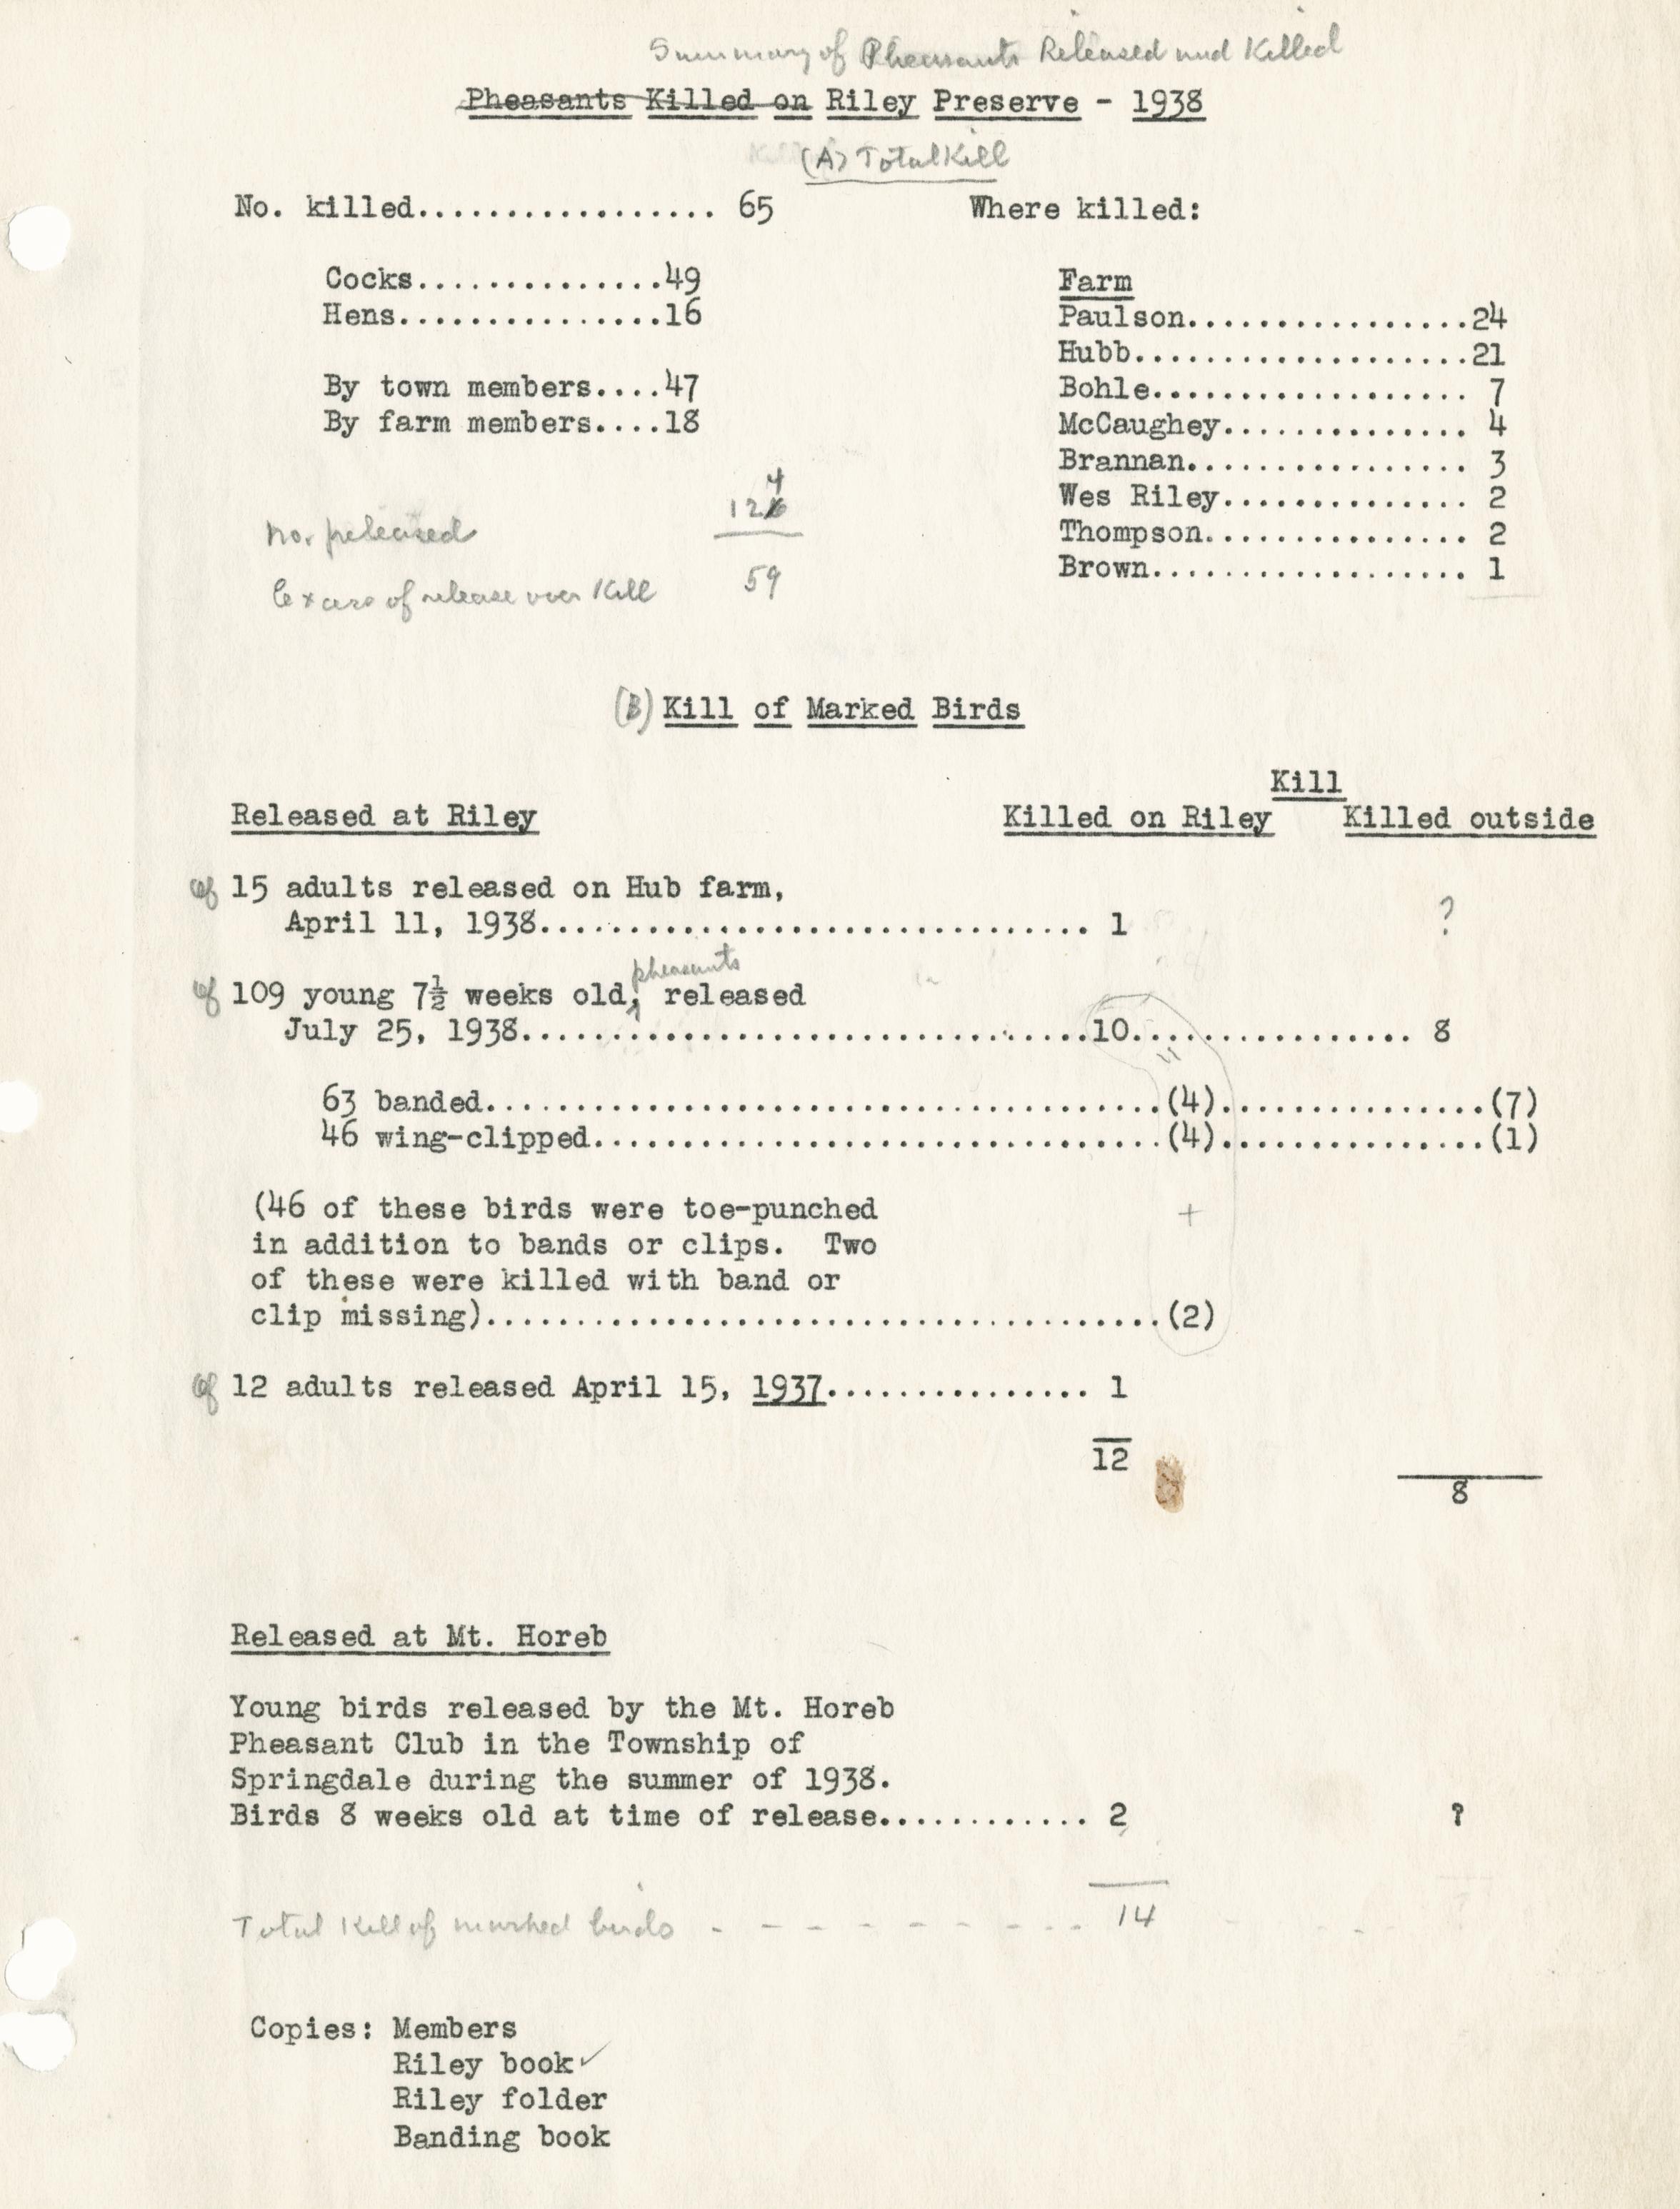 Summary of Pheasants Released and Killed
Pheasants Killed on Riley Preserve - 1938
(A) Total Kill
No. killed................. 65
Cocks..............49
Hens...............16
By town members....47
By farm members....18
4
126
no. released
Excess of release over Kill 59
Where killed:
Farm
Paulson................24
Hubb...................21
Bohle.................. 7
McCaughey.............. 4
Brannan................ 3
Wes Riley.............. 2
Thompson............... 2
Brown.................. 1
(B) Kill of Marked Birds
Kill
Released at Riley Killed on Riley Killed outside
of 15 adults released on Hub farm,
April 11, 1938............................... 1 ?
pheasants
of 109 young 7½ weeks old, released
July 25, 1938................................10................ 8
63 banded......................................(4)...............(7)
46 wing-clipped................................(4)...............(1)
(46 of these birds were toe-punched +
in addition to bands or clips. Two
of these were killed with band or
clip missing)......................................(2)
of 12 adults released April 15, 1937............... 1
12
8
Released at Mt. Horeb
Young birds released by the Mt. Horeb
Pheasant Club in the Township of
Springdale during the summer of 1938.
Birds 8 weeks old at time of release............ 2 ?
Total Kill of marked birds - - - - - - - - - - 14
Copies: Members
Riley book ✓
Riley folder
Banding book